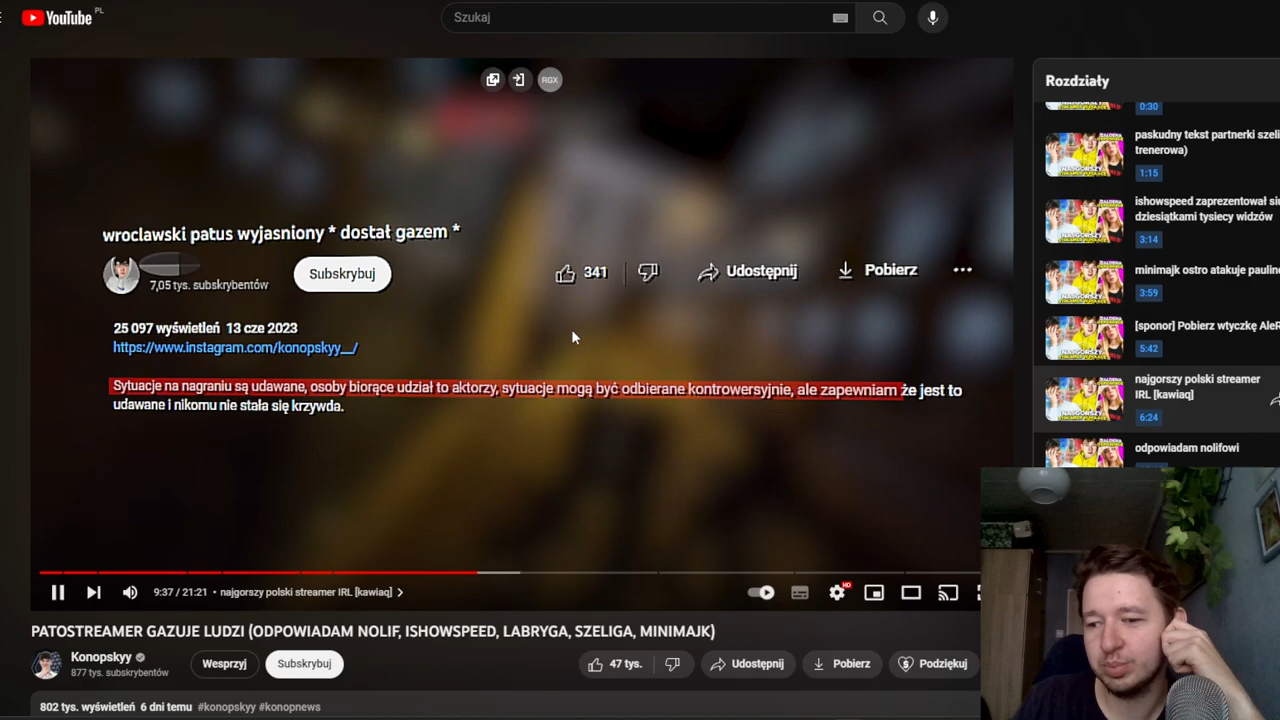 YouTube PL
Szukaj
RGX
Rozdziały
0:30
paskudny tekst partnerki
trenerowa)
1:15
ishowspeed zaprezentował
dziesiątkami tysiecy widzów
3:14
minimajk ostro atakuje
3:59
[sponor] Pobierz wtyczkę
5:42
najgorszy polski streamer
IRL [kawiaq]
6:24
odpowiadam nolifowi
wroclawski patus wyjasniony * dostał gazem *
7,05 tys. subskrybentów
Subskrybuj
341
Udostępnij
Pobierz
25 097 wyświetleń 13 cze 2023
https://www.instagram.com/konopskyy__/
Sytuacje na nagraniu są udawane, osoby biorące udział to aktorzy, sytuacje mogą być odbierane kontrowersyjnie, ale zapewniam że jest to
udawane i nikomu nie stała się krzywda.
9:37 / 21:21 • najgorszy polski streamer IRL [kawiaq]
HD
PATOSTREAMER GAZUJE LUDZI (ODPOWIADAM NOLIF, ISHOWSPEED, LABRYGA, SZELIGA, MINIMAJK)
Konopskyy
877 tys. subskrybentów
Wesprzyj
Subskrybuj
47 tys.
Udostępnij
Pobierz
Podziękuj
802 tys. wyświetleń 6 dni temu #konopskyy #konopnews